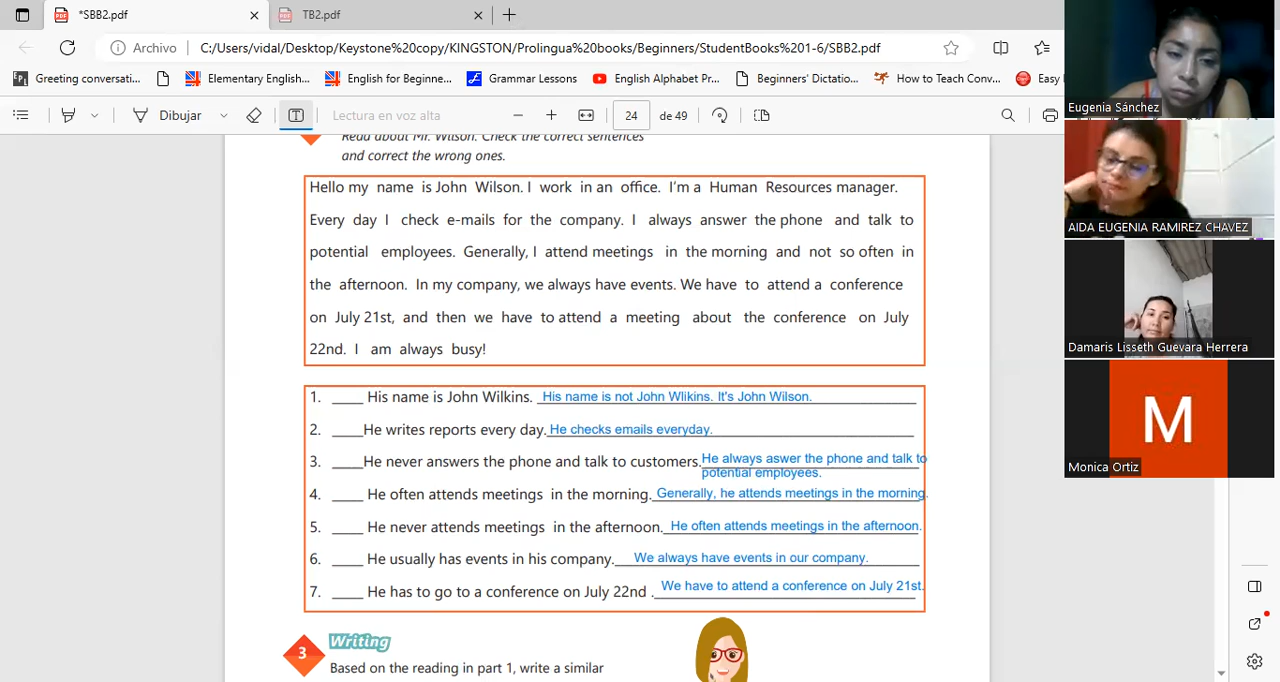 *SBB2.pdf
TB2.pdf
Archivo
C:/Users/vidal/Desktop/Keystone%20copy/KINGSTON/Prolingua%20books/Beginners/StudentBooks%201-6/SBB2.pdf
Greeting conversati...
Elementary English...
English for Beginne...
Grammar Lessons
English Alphabet Pr...
Beginners' Dictatio...
How to Teach Conv...
Easy
Dibujar
Lectura en voz alta
24
de 49
Read about Mr. Wilson. Check the correct sentences
and correct the wrong ones.
Hello my name is John Wilson. I work in an office. I'm a Human Resources manager.
Every day I check e-mails for the company. I always answer the phone and talk to
potential employees. Generally, I attend meetings in the morning and not so often in
the afternoon. In my company, we always have events. We have to attend a conference
on July 21st, and then we have to attend a meeting about the conference on July
22nd. I am always busy!
1. ____ His name is John Wilkins. His name is not John Wlikins. It's John Wilson.
2. ____He writes reports every day. He checks emails everyday.
3. ____He never answers the phone and talk to customers. He always aswer the phone and talk to
potential employees.
4. ____ He often attends meetings in the morning. Generally, he attends meetings in the morning.
5. ____ He never attends meetings in the afternoon. He often attends meetings in the afternoon.
6. ____ He usually has events in his company. We always have events in our company.
7. ____ He has to go to a conference on July 22nd . We have to attend a conference on July 21st.
3
Writing
Based on the reading in part 1, write a similar
Eugenia Sánchez
AIDA EUGENIA RAMIREZ CHAVEZ
Damaris Lisseth Guevara Herrera
M
Monica Ortiz